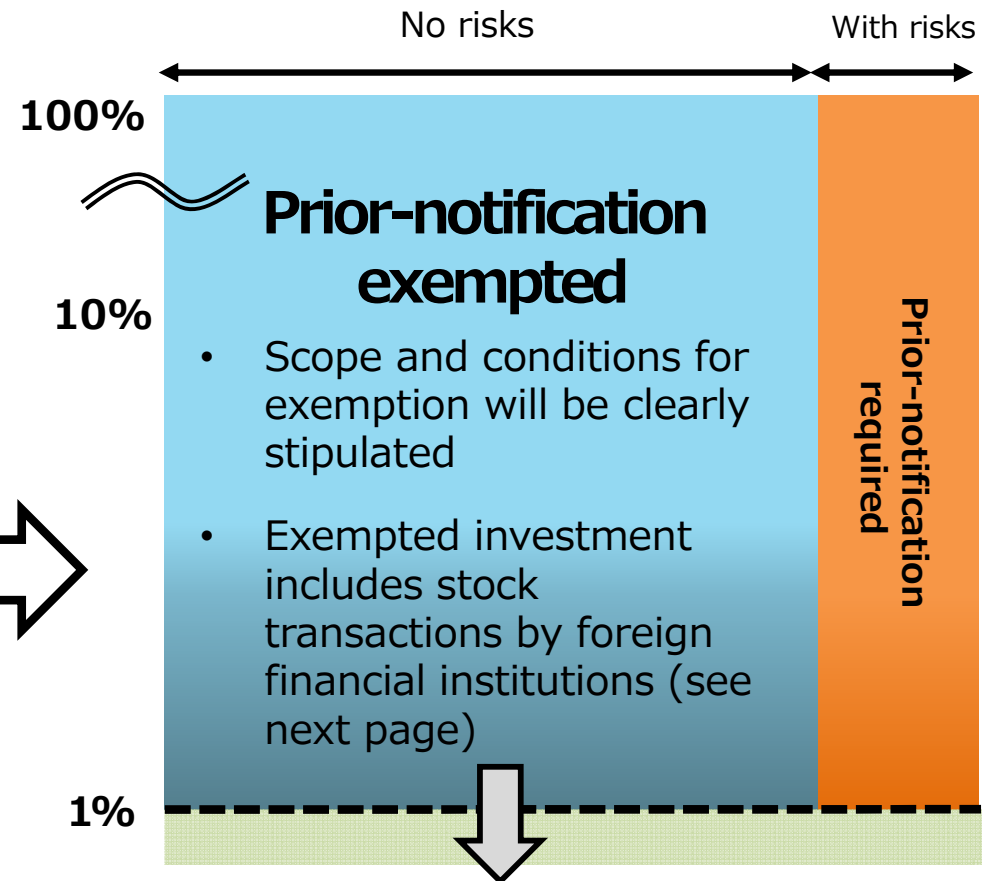 No risks
With risks
100%
Prior-notification
exempted
10%
• Scope and conditions for
exemption will be clearly
stipulated
• Exempted investment
includes stock
transactions by foreign
financial institutions (see
next page)
Prior-notification
required
1%